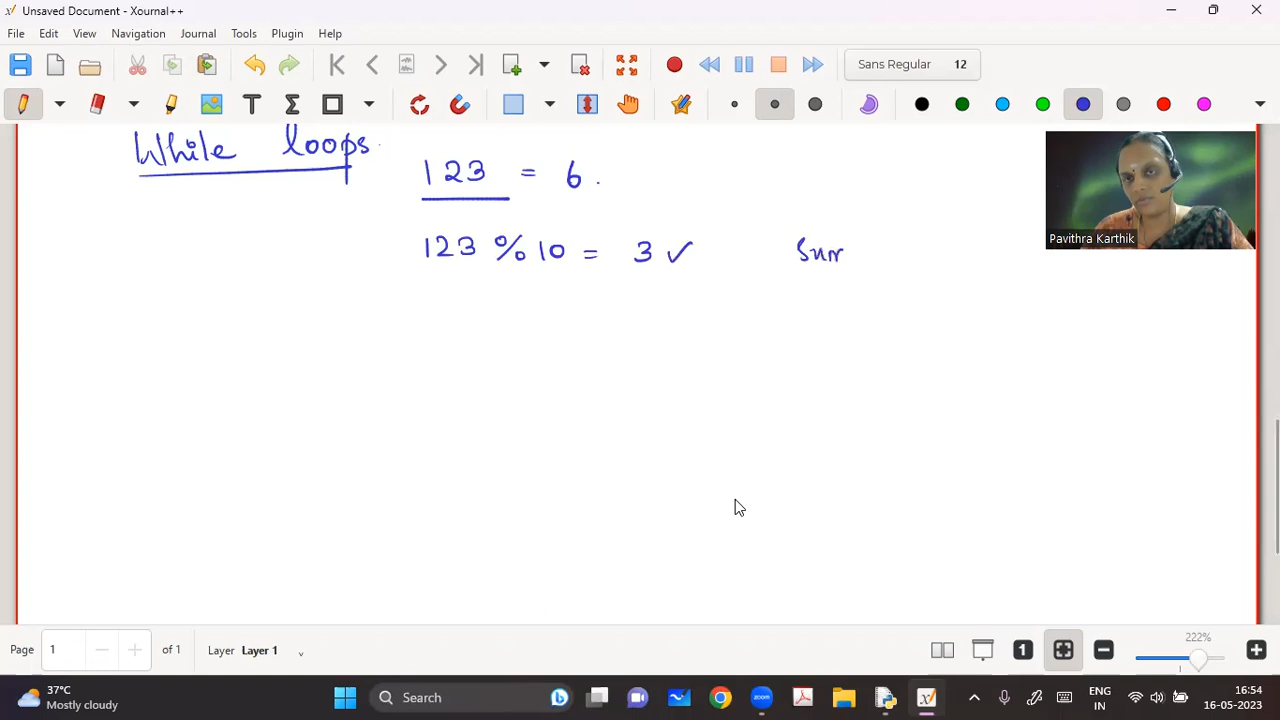 Unsaved Document - Xournal++
File Edit View Navigation Journal Tools Plugin Help
Sans Regular 12
While loops.
123 = 6.
123 % 10 = 3 ✓ Sum
Pavithra Karthik
Page 1 of 1 Layer Layer 1 222%
1
37°C
Mostly cloudy
Search
zoom
ENG
IN
16:54
16-05-2023